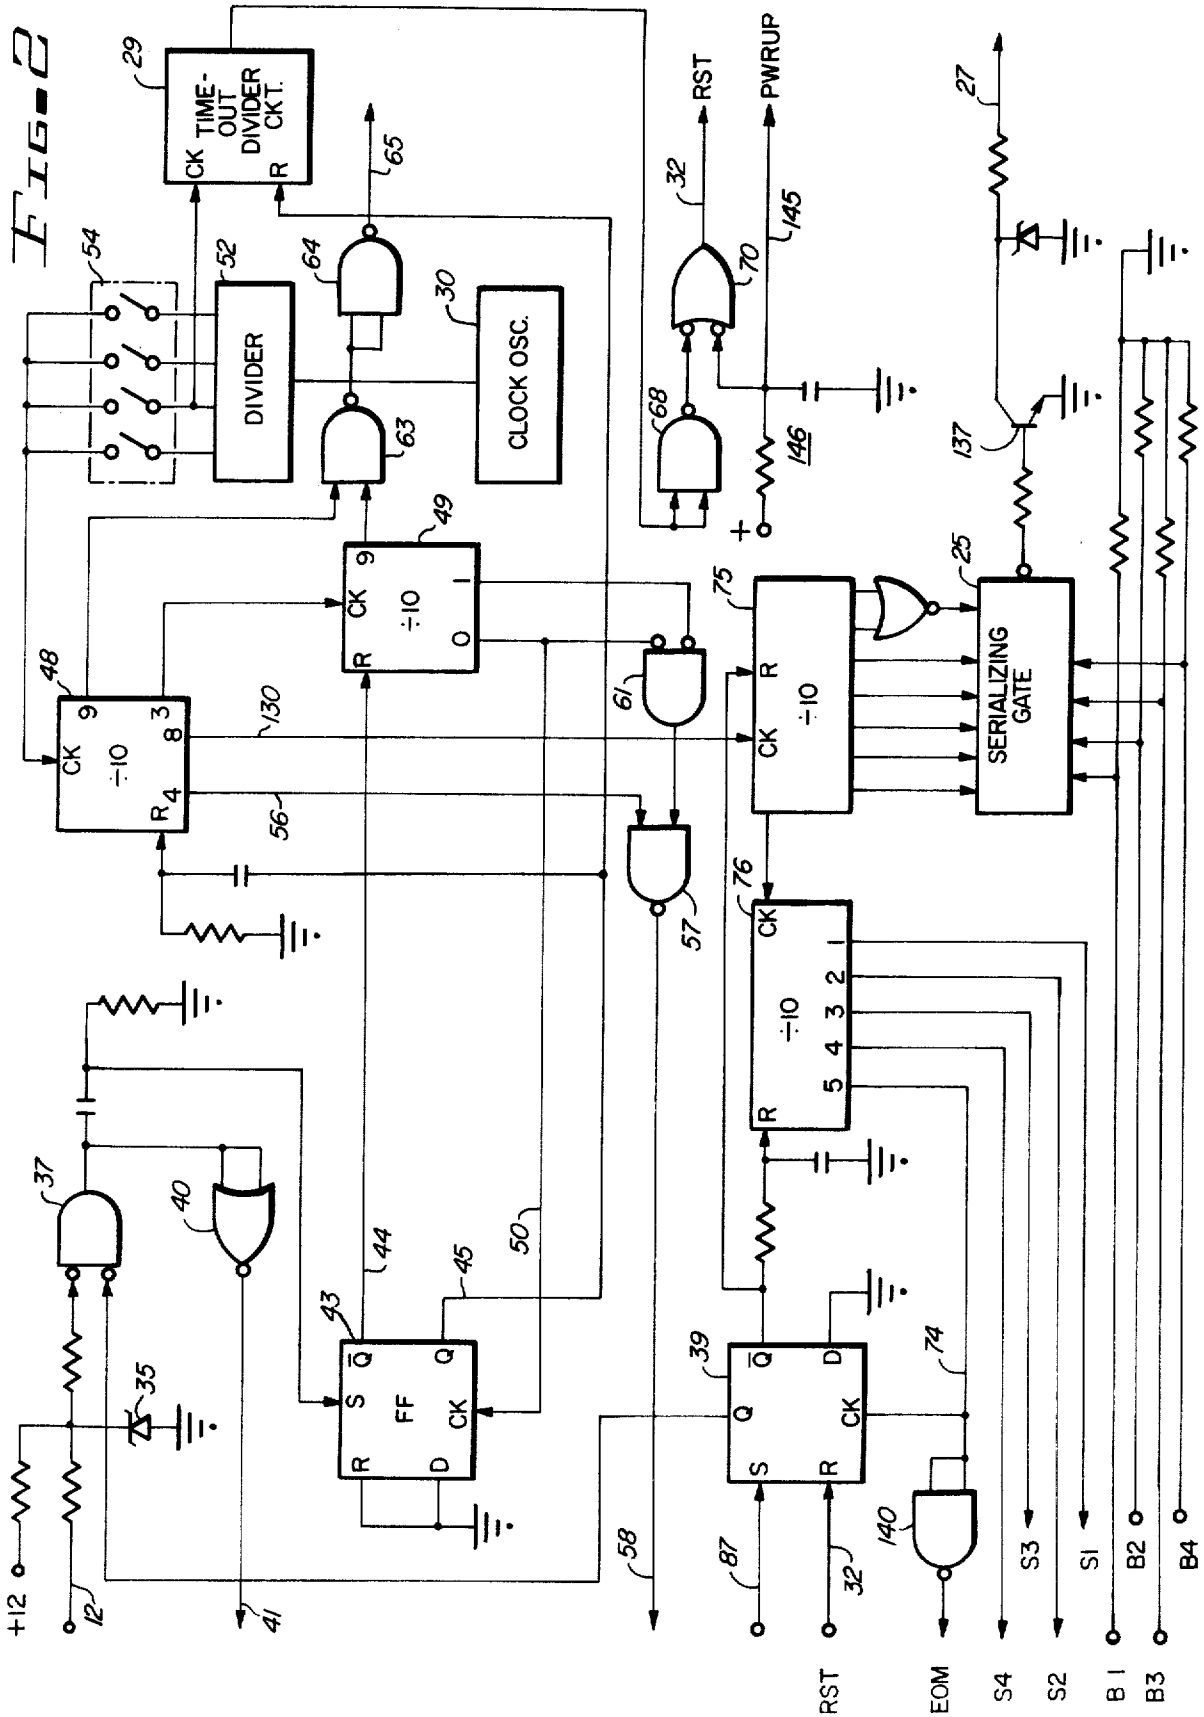 FIG-2
+12
12
35
37
40
41
43
R
S
Q̅
FF
D
CK
Q
44
45
50
48
CK
9
÷10
3
R
4
8
130
56
54
52
DIVIDER
30
CLOCK OSC.
29
CK TIME-
OUT
DIVIDER
R CKT.
63
64
65
49
9
CK
÷10
R
0
1
61
57
58
68
70
32
RST
PWRUP
145
146
+
39
S
Q
Q̅
R
CK
D
87
RST
32
74
140
EOM
76
R
÷10
CK
5
4
3
2
1
75
CK
R
÷10
25
SERIALIZING
GATE
137
27
S4
S3
S2
S1
B1
B2
B3
B4